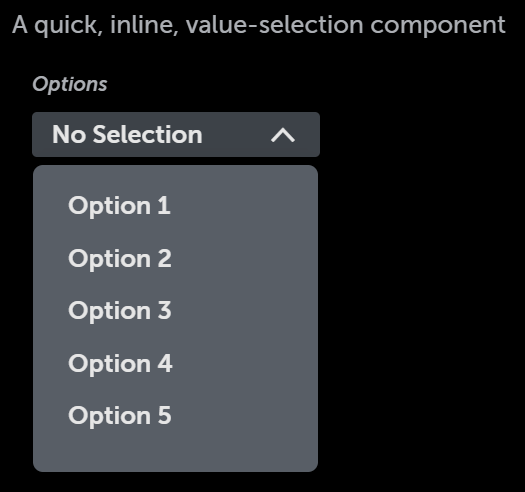 A quick, inline, value-selection component
Options
No Selection
Option 1
Option 2
Option 3
Option 4
Option 5